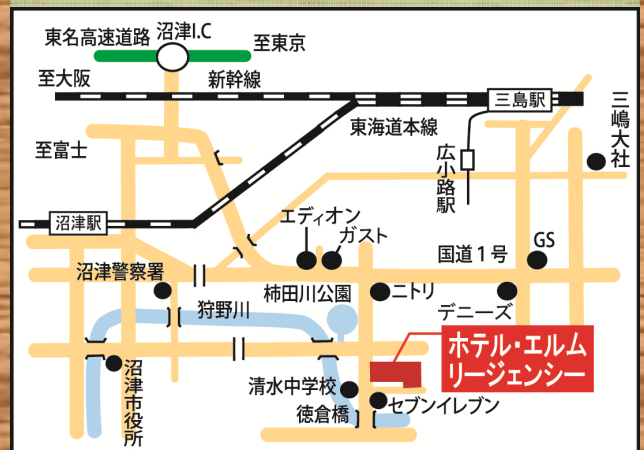 東名高速道路
沼津I.C
至東京
至大阪
新幹線
三島駅
三嶋大社
東海道本線
至富士
広小路駅
沼津駅
エディオン
ガスト
国道1号
GS
沼津警察署
柿田川公園
ニトリ
デニーズ
狩野川
ホテル・エルム
リージェンシー
沼津市役所
清水中学校
セブンイレブン
徳倉橋